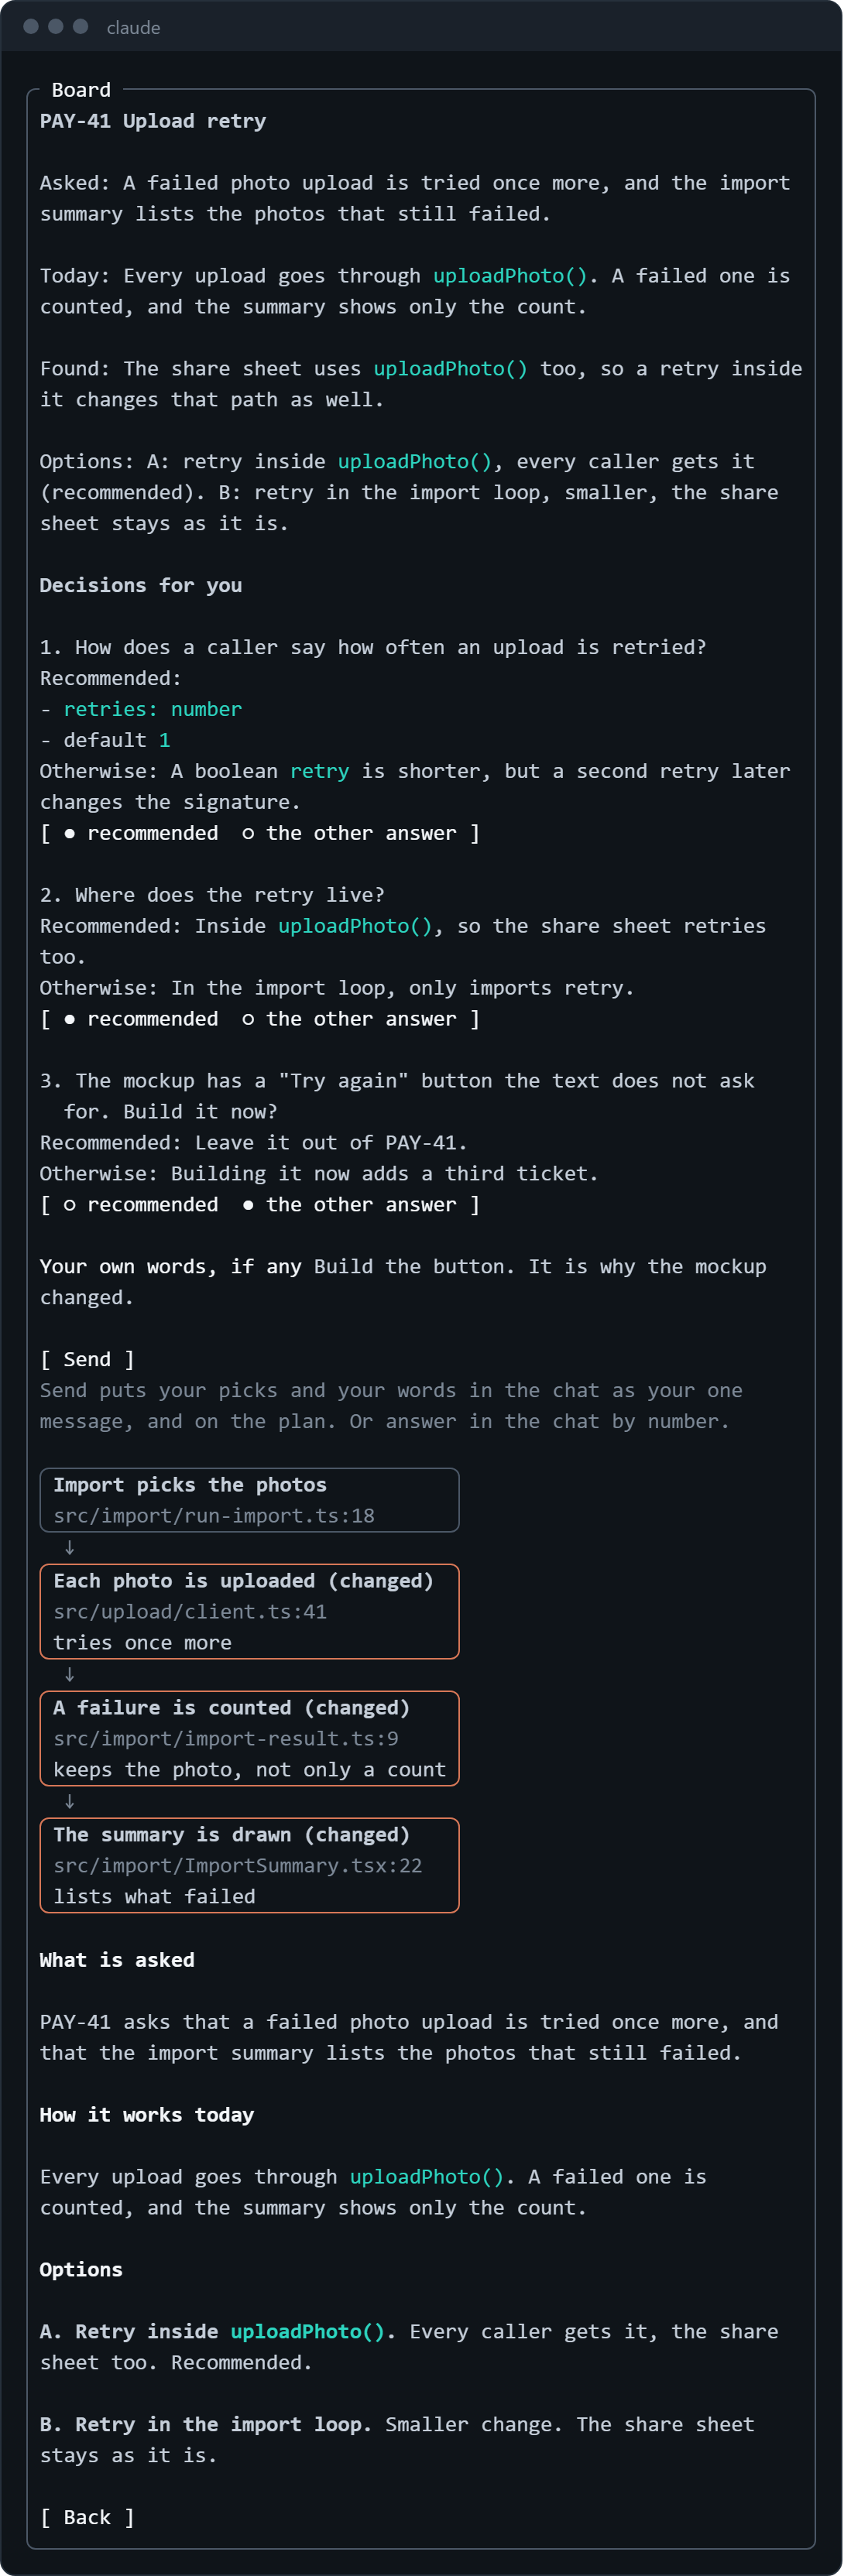 claude
Board
PAY-41 Upload retry
Asked: A failed photo upload is tried once more, and the import
summary lists the photos that still failed.
Today: Every upload goes through uploadPhoto(). A failed one is
counted, and the summary shows only the count.
Found: The share sheet uses uploadPhoto() too, so a retry inside
it changes that path as well.
Options: A: retry inside uploadPhoto(), every caller gets it
(recommended). B: retry in the import loop, smaller, the share
sheet stays as it is.
Decisions for you
1. How does a caller say how often an upload is retried?
Recommended:
- retries: number
- default 1
Otherwise: A boolean retry is shorter, but a second retry later
changes the signature.
[ ● recommended  ○ the other answer ]
2. Where does the retry live?
Recommended: Inside uploadPhoto(), so the share sheet retries
too.
Otherwise: In the import loop, only imports retry.
[ ● recommended  ○ the other answer ]
3. The mockup has a "Try again" button the text does not ask
for. Build it now?
Recommended: Leave it out of PAY-41.
Otherwise: Building it now adds a third ticket.
[ ○ recommended  ● the other answer ]
Your own words, if any Build the button. It is why the mockup
changed.
[ Send ]
Send puts your picks and your words in the chat as your one
message, and on the plan. Or answer in the chat by number.
Import picks the photos
src/import/run-import.ts:18
↓
Each photo is uploaded (changed)
src/upload/client.ts:41
tries once more
↓
A failure is counted (changed)
src/import/import-result.ts:9
keeps the photo, not only a count
↓
The summary is drawn (changed)
src/import/ImportSummary.tsx:22
lists what failed
What is asked
PAY-41 asks that a failed photo upload is tried once more, and
that the import summary lists the photos that still failed.
How it works today
Every upload goes through uploadPhoto(). A failed one is
counted, and the summary shows only the count.
Options
A. Retry inside uploadPhoto(). Every caller gets it, the share
sheet too. Recommended.
B. Retry in the import loop. Smaller change. The share sheet
stays as it is.
[ Back ]